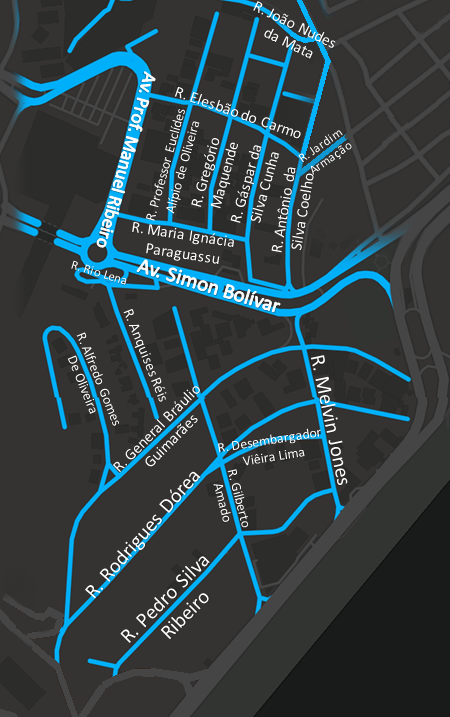 R. João Nudes
da Mata
R. Elesbão do Carmo
R. Jardim
Armação
Av. Prof. Manuel Ribeiro
R. Professor Euclides
Alípio de Oliveira
R. Gregório
Maquende
R. Gáspar da
Silva Cunha
R. Antônio da
Silva Coelho
R. Maria Ignácia
Paraguassu
R. Rio Lena
Av. Simon Bolívar
R. Anquises Réis
R. Alfredo Gomes
De Oliveira
R. General Bráulio
Guimarães
R. Melvin Jones
R. Desembargador
Viêira Lima
R. Gilberto
Amado
R. Rodrigues Dórea
R. Pedro Silva
Ribeiro